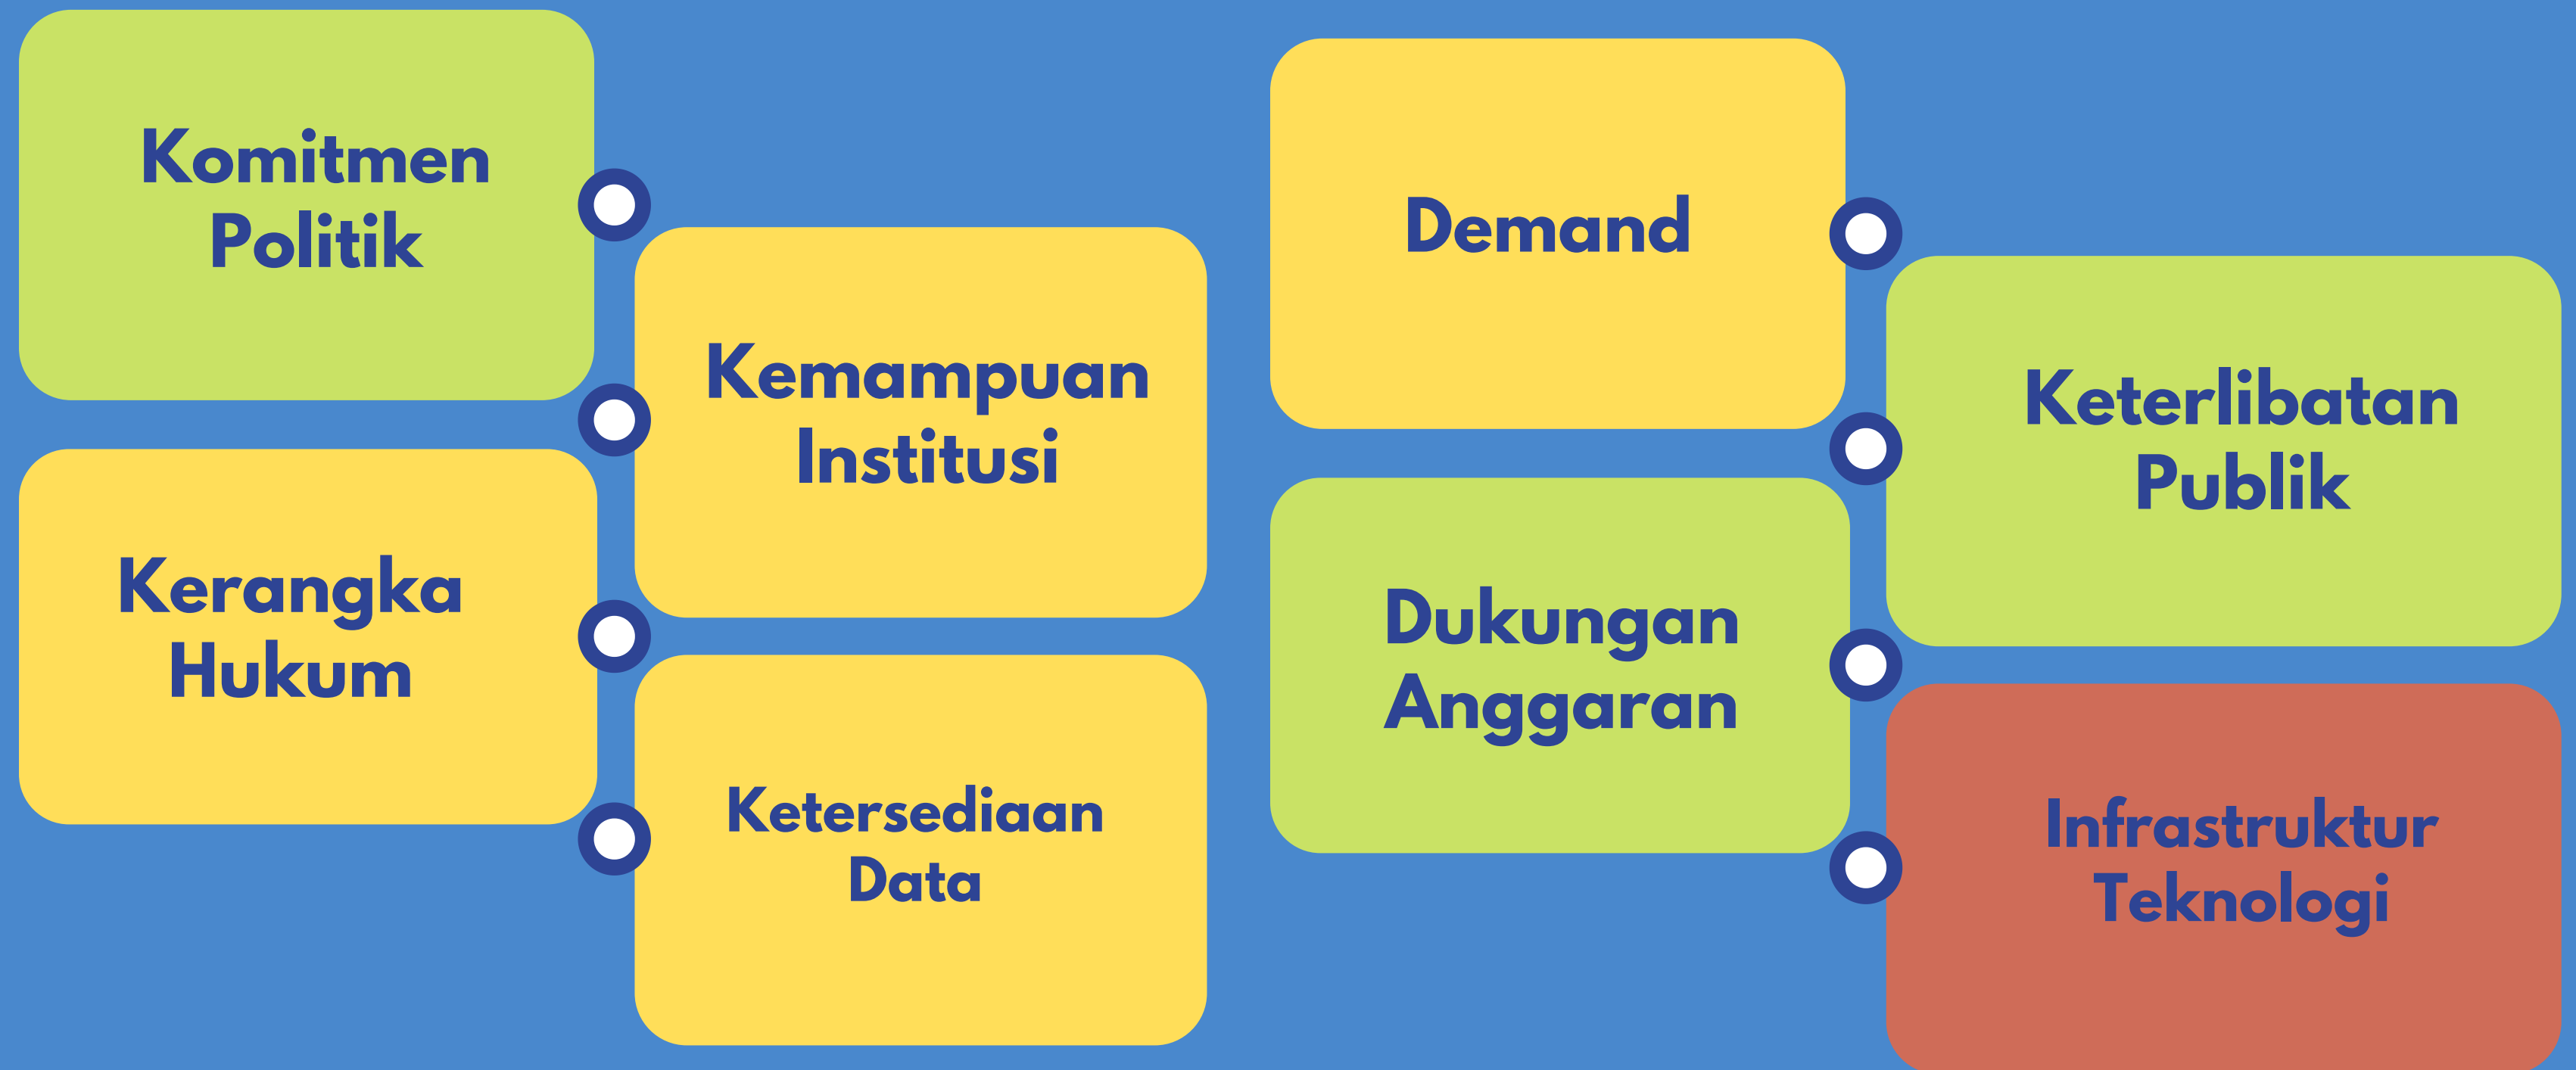 Komitmen
Politik
Kemampuan
Institusi
Kerangka
Hukum
Ketersediaan
Data
Demand
Keterlibatan
Publik
Dukungan
Anggaran
Infrastruktur
Teknologi